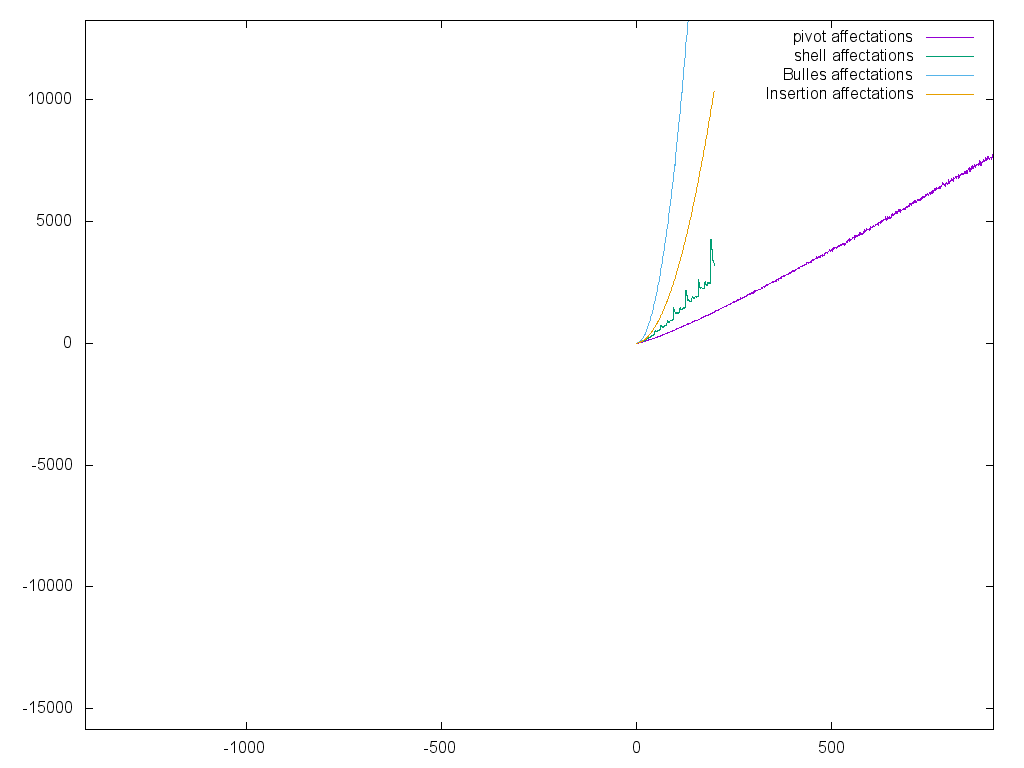 pivot affectations
shell affectations
Bulles affectations
Insertion affectations
10000
5000
0
-5000
-10000
-15000
-1000 -500 0 500